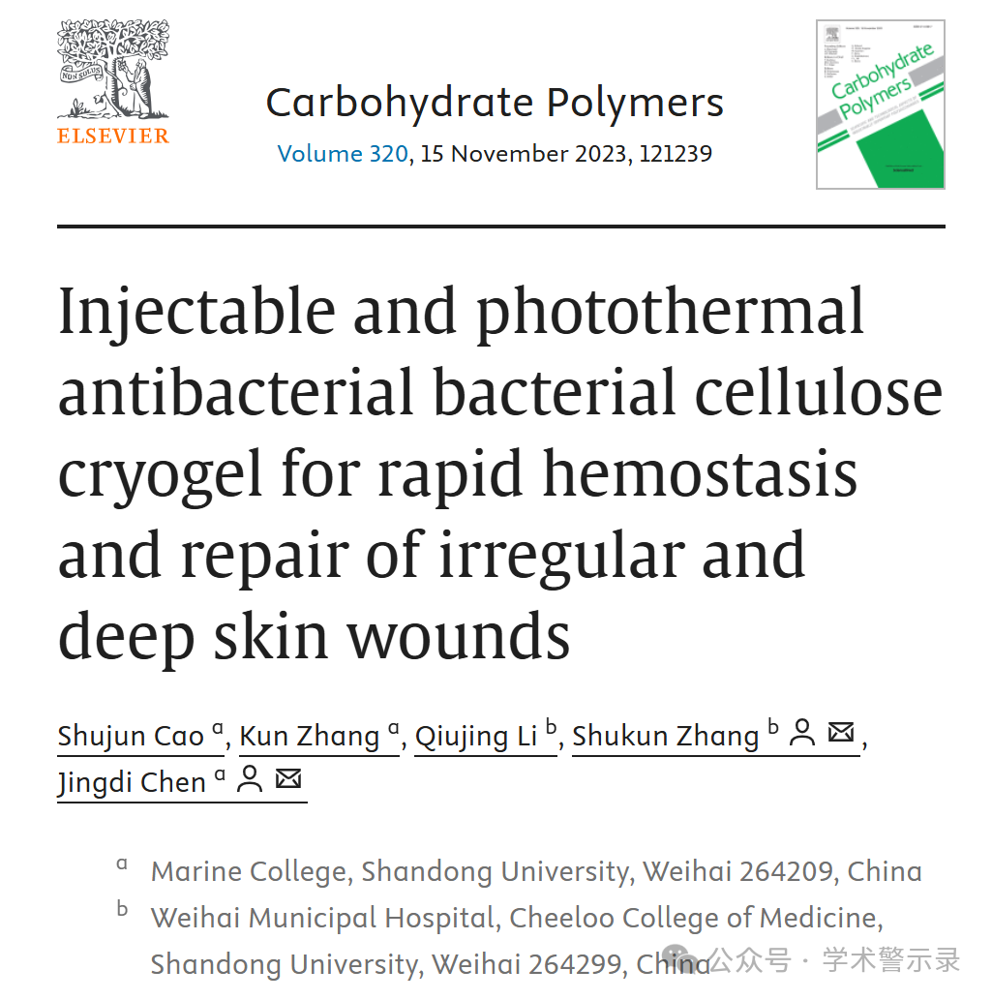 NON SOLUS
ELSEVIER
Carbohydrate Polymers
Volume 320, 15 November 2023, 121239
Carbohydrate
Polymers
Injectable and photothermal
antibacterial bacterial cellulose
cryogel for rapid hemostasis
and repair of irregular and
deep skin wounds
Shujun Cao a, Kun Zhang a, Qiujing Li b, Shukun Zhang b,
Jingdi Chen a
a Marine College, Shandong University, Weihai 264209, China
b Weihai Municipal Hospital, Cheeloo College of Medicine,
Shandong University, Weihai 264299, China
公众号 · 学术警示录